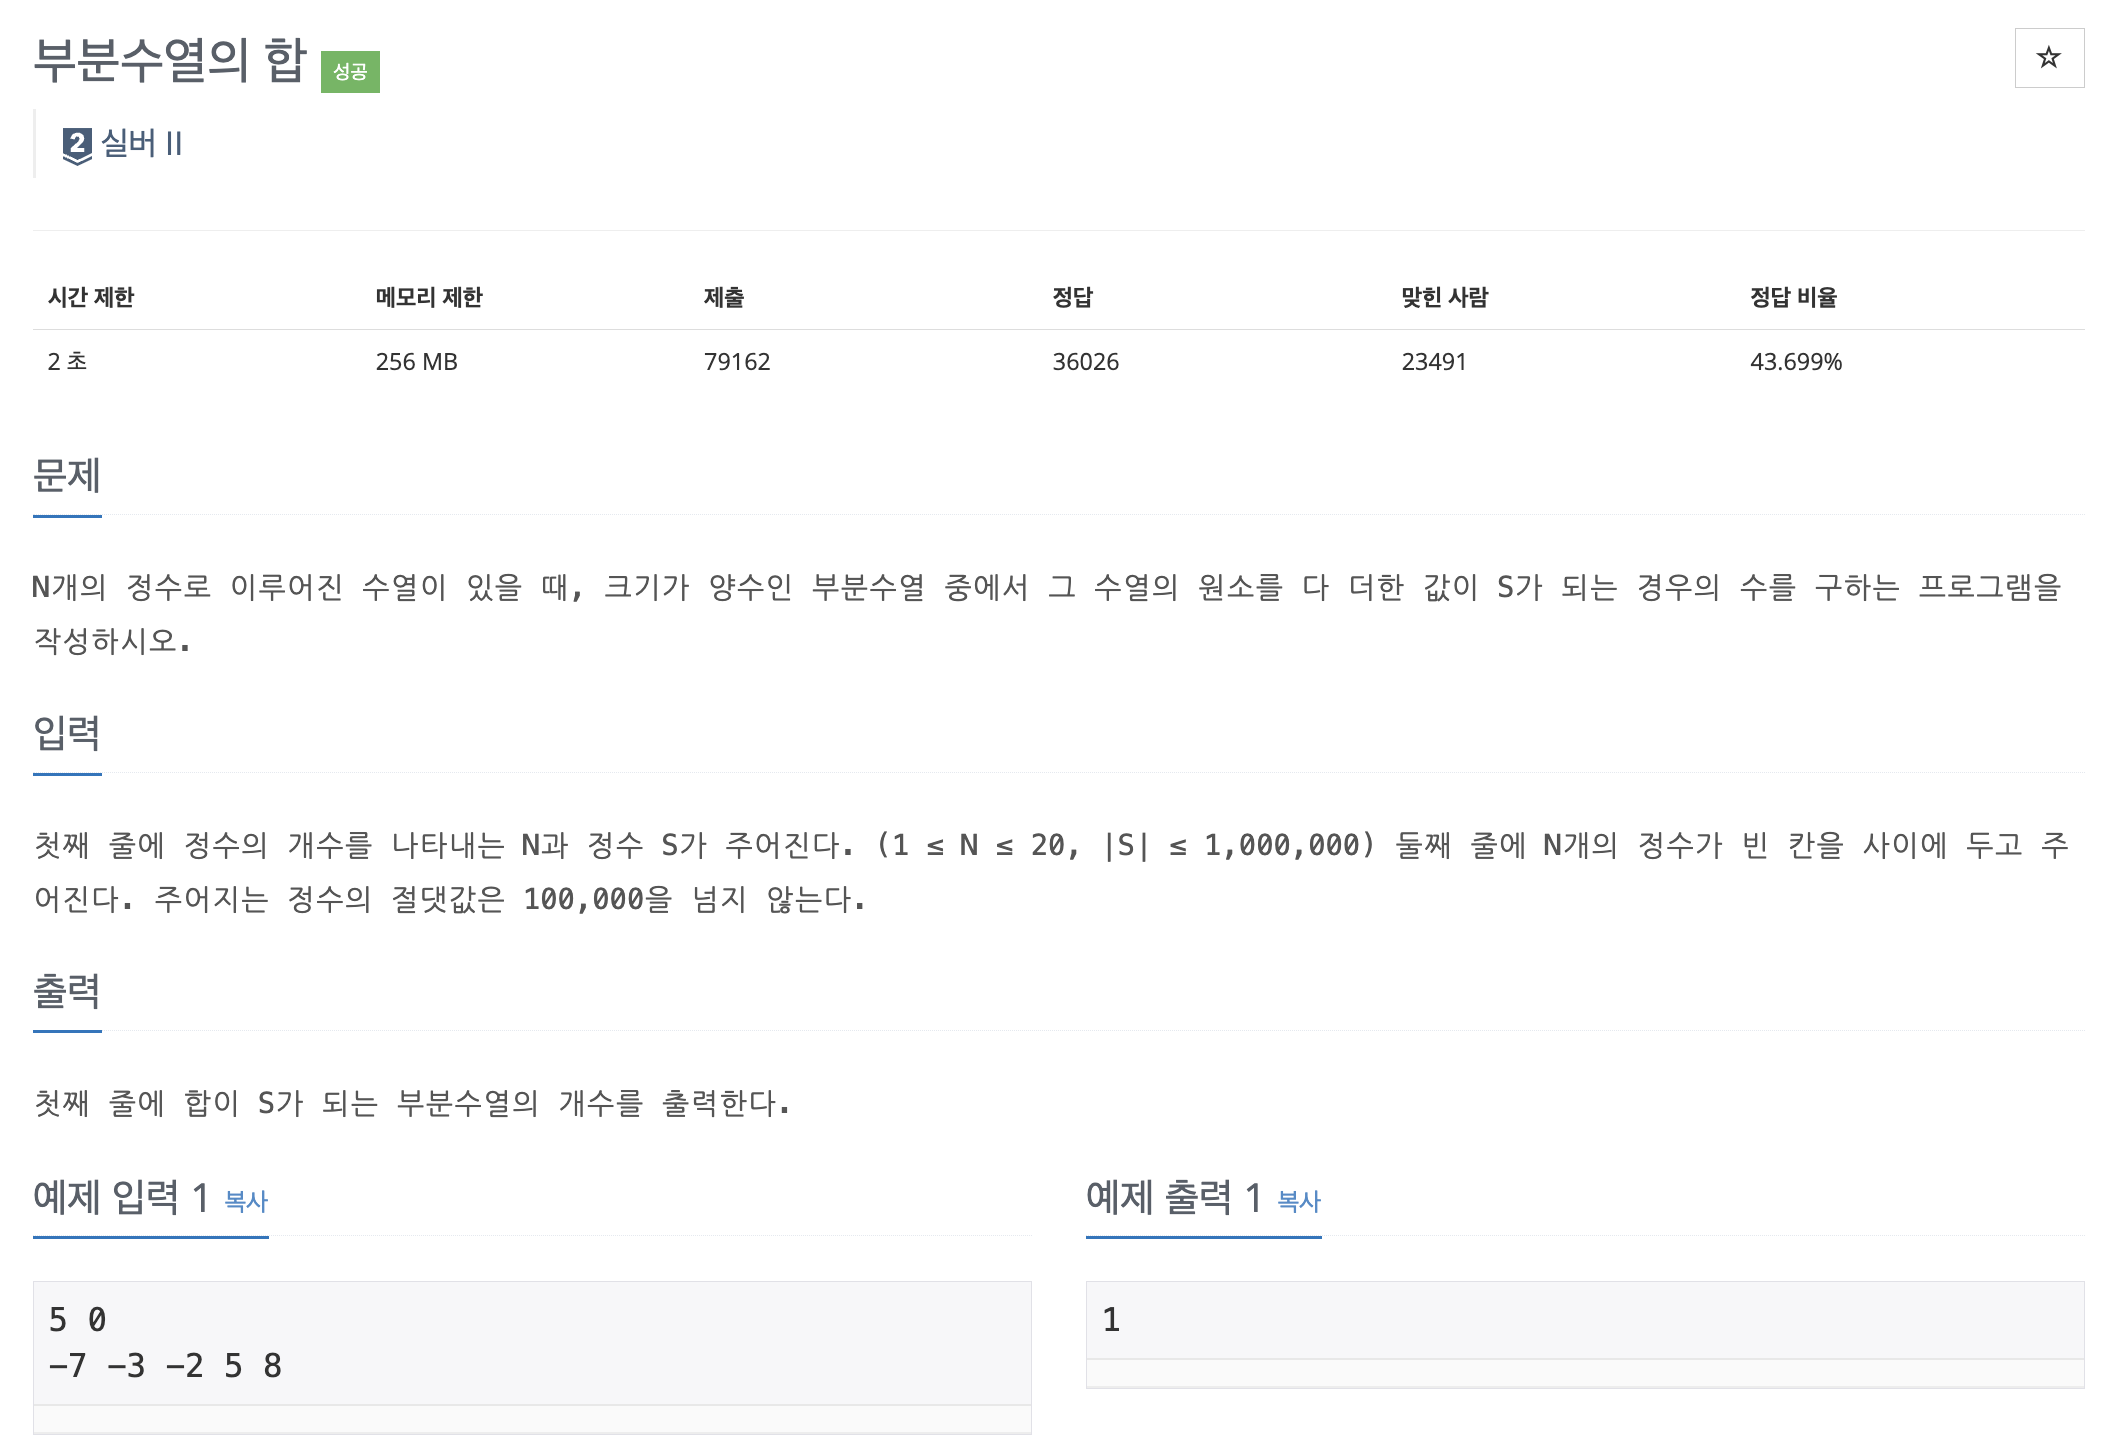 부분수열의 합 성공
☆
2 실버 II
시간 제한 메모리 제한 제출 정답 맞힌 사람 정답 비율
2 초 256 MB 79162 36026 23491 43.699%
문제
N개의 정수로 이루어진 수열이 있을 때, 크기가 양수인 부분수열 중에서 그 수열의 원소를 다 더한 값이 S가 되는 경우의 수를 구하는 프로그램을
작성하시오.
입력
첫째 줄에 정수의 개수를 나타내는 N과 정수 S가 주어진다. (1 ≤ N ≤ 20, |S| ≤ 1,000,000) 둘째 줄에 N개의 정수가 빈 칸을 사이에 두고 주
어진다. 주어지는 정수의 절댓값은 100,000을 넘지 않는다.
출력
첫째 줄에 합이 S가 되는 부분수열의 개수를 출력한다.
예제 입력 1 복사
5 0
-7 -3 -2 5 8
예제 출력 1 복사
1